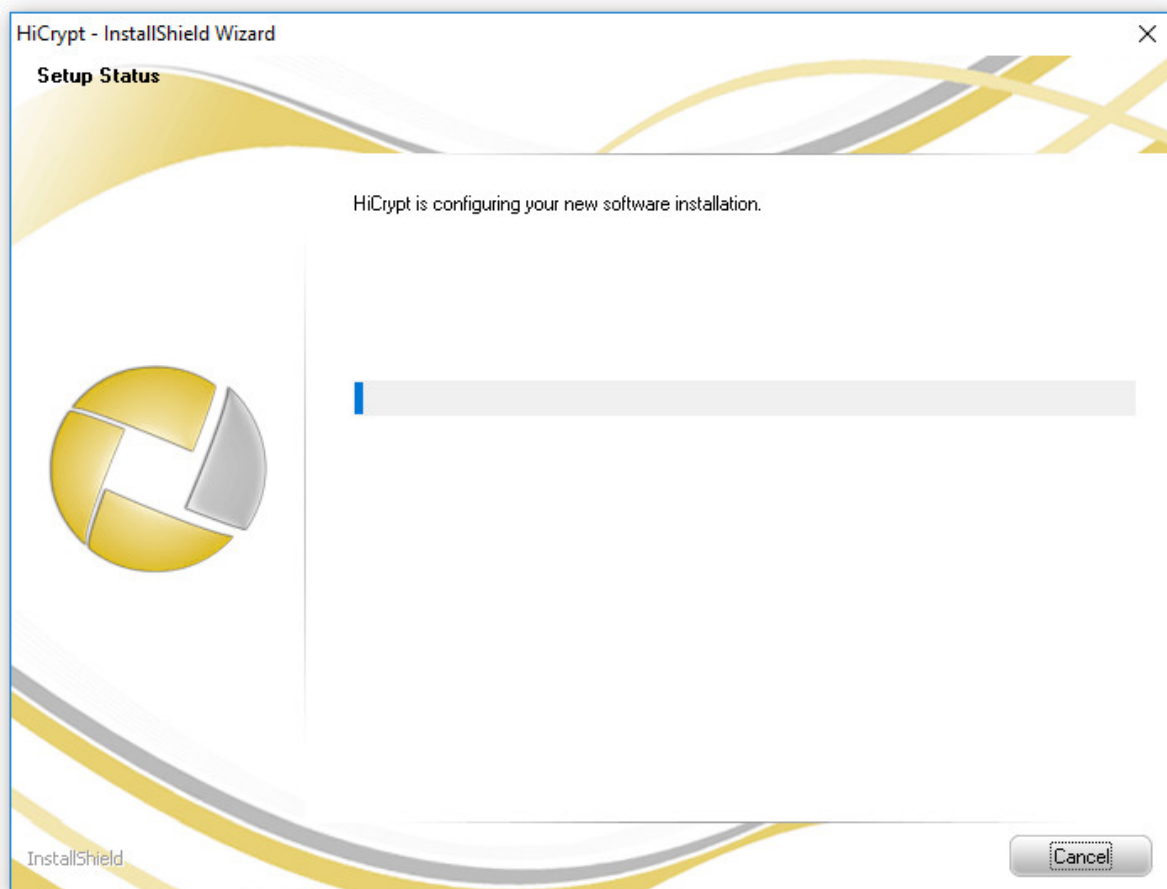 HiCrypt - InstallShield Wizard
Setup Status
HiCrypt is configuring your new software installation.
InstallShield
Cancel